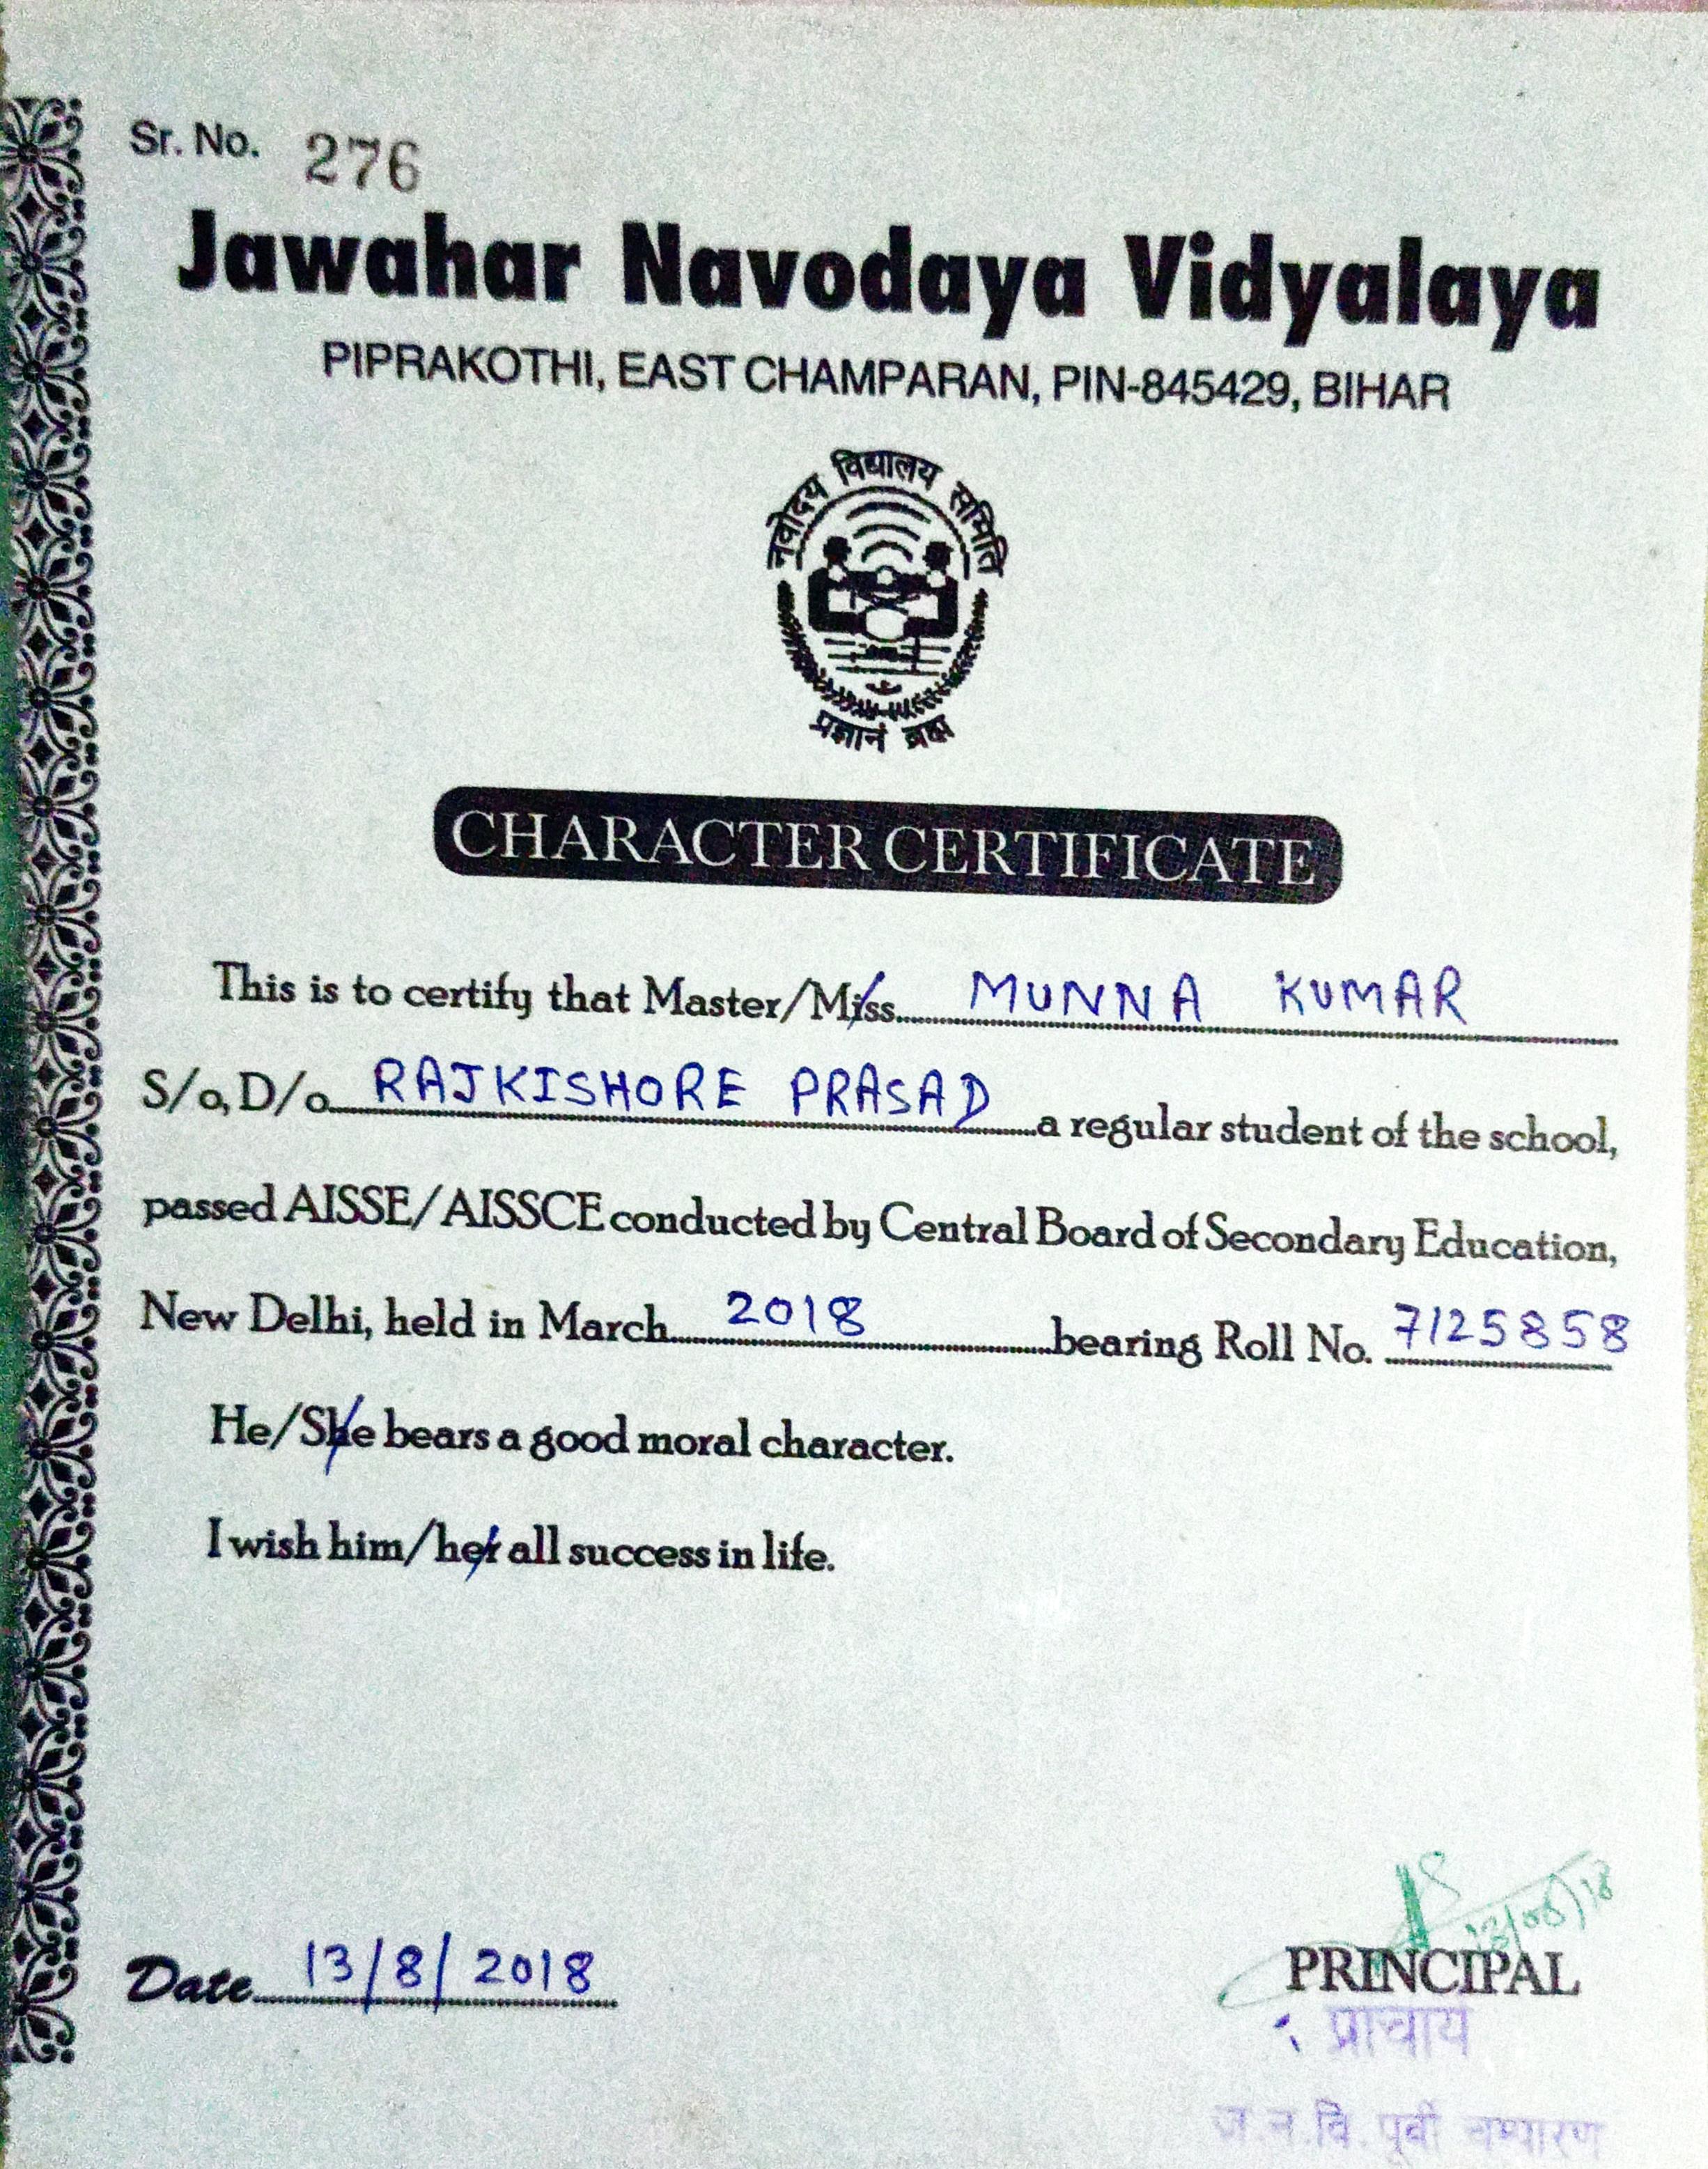 Sr. No. 276
Jawahar Navodaya Vidyalaya
PIPRAKOTHI, EAST CHAMPARAN, PIN-845429, BIHAR
नवोदय विद्यालय समिति
प्रज्ञानं ब्रह्म
CHARACTER CERTIFICATE
This is to certify that Master/Miss MUNNA KUMAR
S/o, D/o RAJKISHORE PRASAD a regular student of the school,
passed AISSE/AISSCE conducted by Central Board of Secondary Education,
New Delhi, held in March 2018 bearing Roll No. 7125858
He/She bears a good moral character.
I wish him/her all success in life.
13/08/18
Date 13/8/2018 PRINCIPAL
प्राचार्य
ज.न.वि. पूर्वी चम्पारण